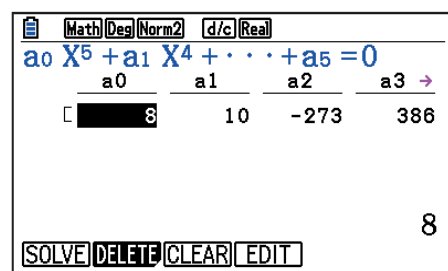 Math Deg Norm2 d/c Real
a₀ X⁵ +a₁ X⁴ +· · · +a₅ =0
a0 a1 a2 a3 →
[ 8 10 -273 386
8
SOLVE DELETE CLEAR EDIT